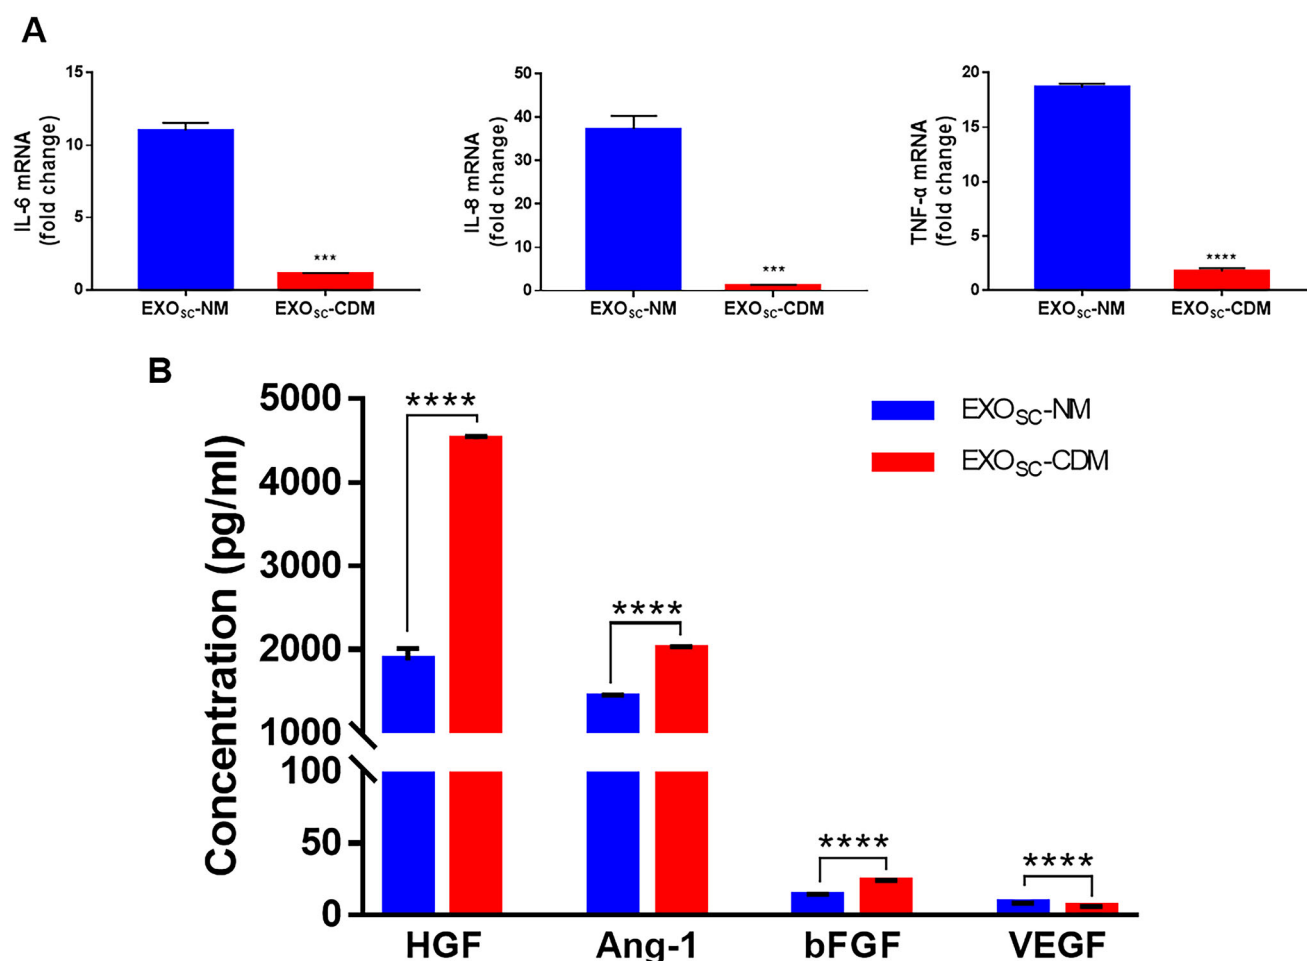 A
IL-6 mRNA
(fold change)
15
10
5
0
***
EXOSC-NM
EXOSC-CDM
IL-8 mRNA
(fold change)
50
40
30
20
10
0
***
EXOSC-NM
EXOSC-CDM
TNF-α mRNA
(fold change)
20
15
10
5
0
****
EXOSC-NM
EXOSC-CDM
B
Concentration (pg/ml)
5000
4000
3000
2000
1000
100
50
0
****
****
****
****
EXOSC-NM
EXOSC-CDM
HGF
Ang-1
bFGF
VEGF